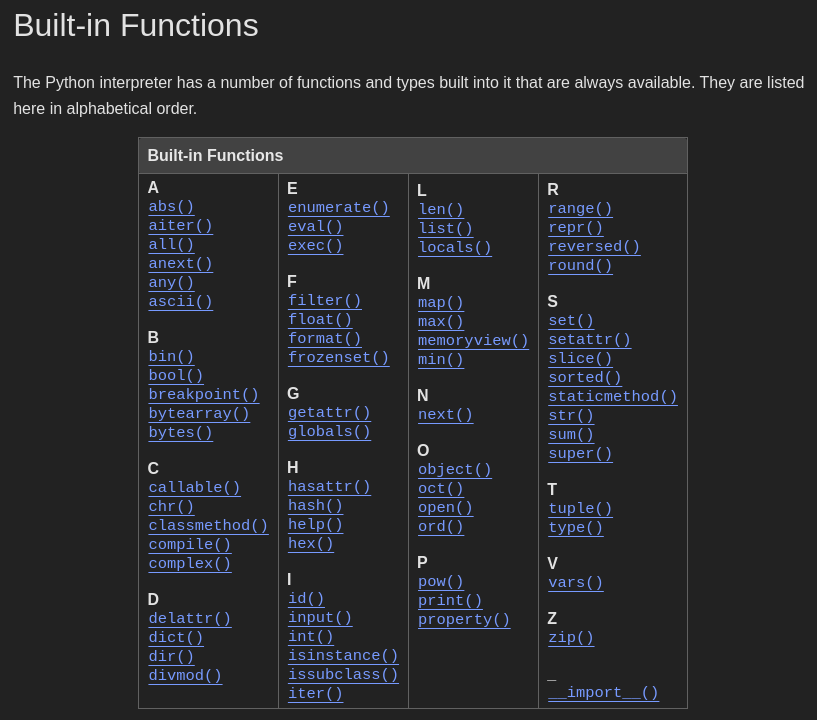 Built-in Functions
The Python interpreter has a number of functions and types built into it that are always available. They are listed
here in alphabetical order.
Built-in Functions
A
abs()
aiter()
all()
anext()
any()
ascii()
B
bin()
bool()
breakpoint()
bytearray()
bytes()
C
callable()
chr()
classmethod()
compile()
complex()
D
delattr()
dict()
dir()
divmod()
E
enumerate()
eval()
exec()
F
filter()
float()
format()
frozenset()
G
getattr()
globals()
H
hasattr()
hash()
help()
hex()
I
id()
input()
int()
isinstance()
issubclass()
iter()
L
len()
list()
locals()
M
map()
max()
memoryview()
min()
N
next()
O
object()
oct()
open()
ord()
P
pow()
print()
property()
R
range()
repr()
reversed()
round()
S
set()
setattr()
slice()
sorted()
staticmethod()
str()
sum()
super()
T
tuple()
type()
V
vars()
Z
zip()
_
__import__()